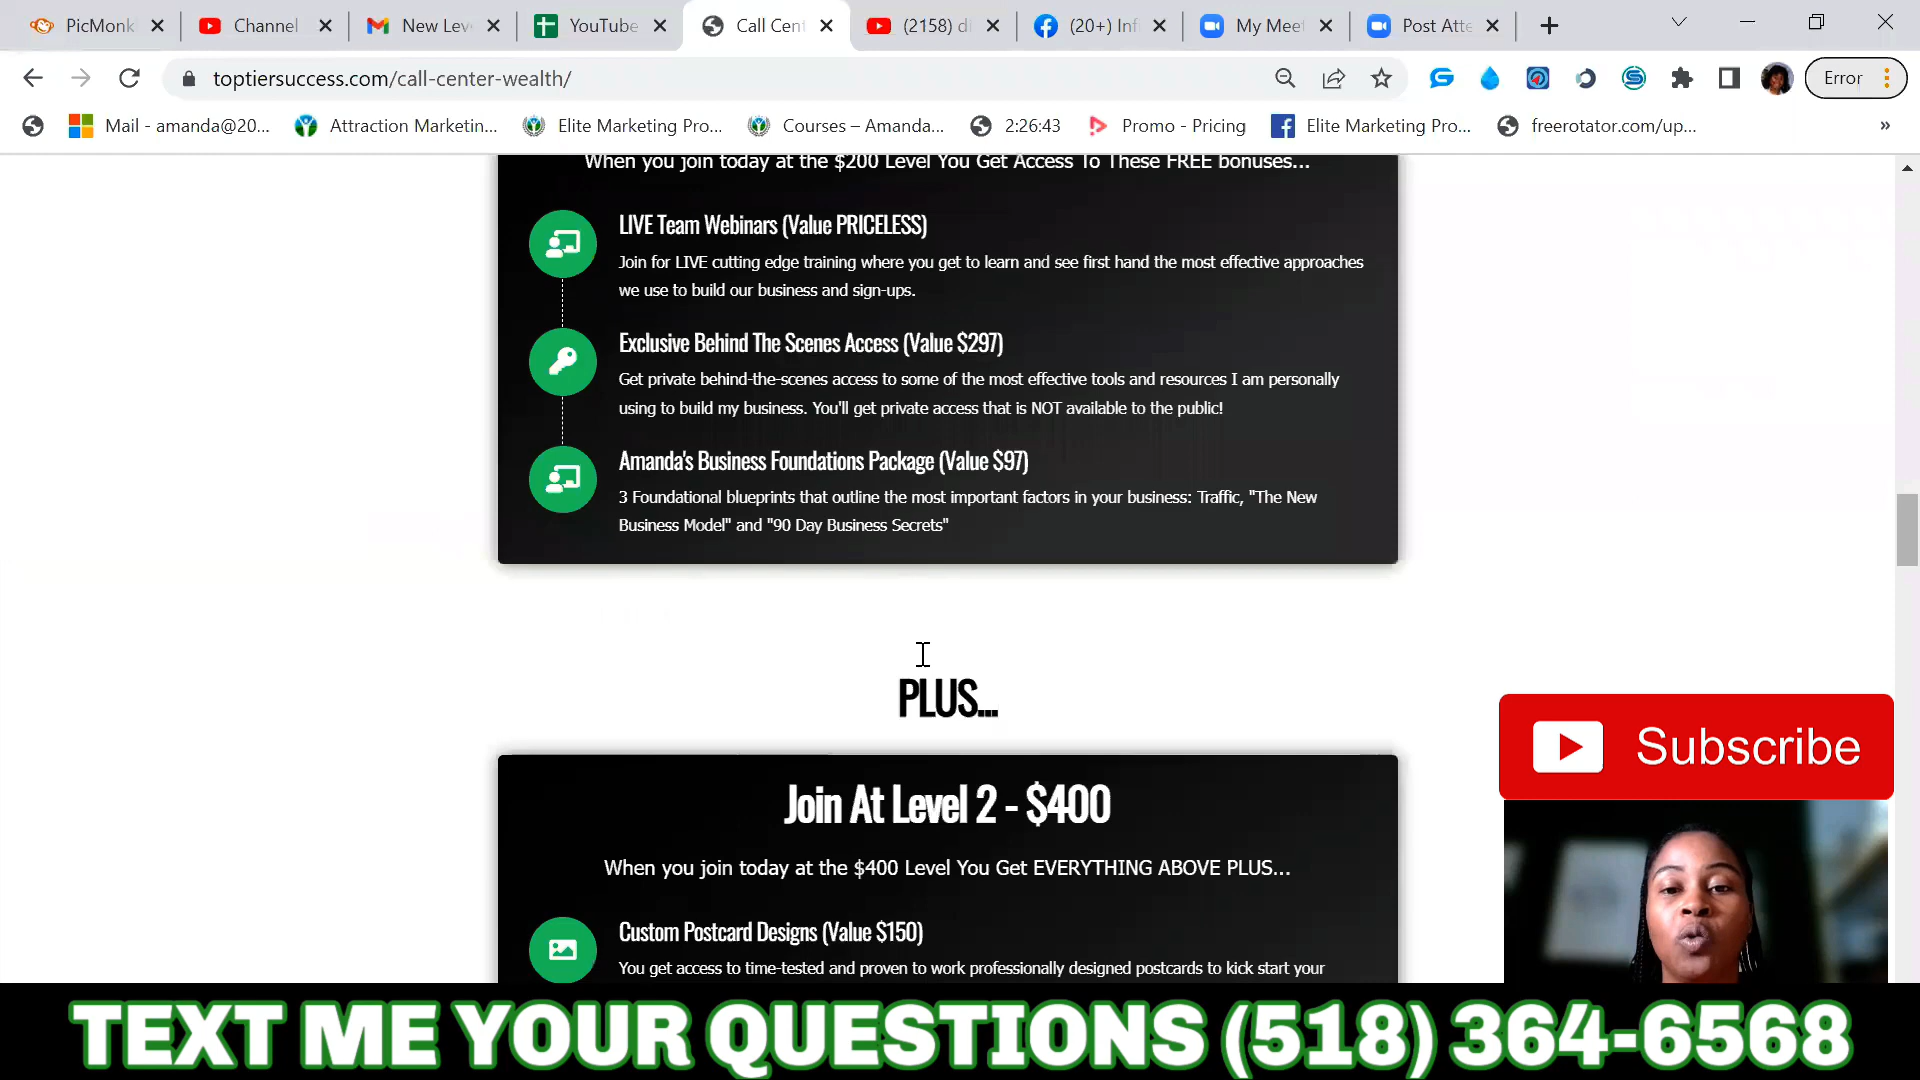 PicMonk
Channel
New Lev
YouTube
Call Cen
(2158) d
(20+) Inf
My Meet
Post Atte
toptiersuccess.com/call-center-wealth/
Error
Mail - amanda@20...
Attraction Marketin...
Elite Marketing Pro...
Courses – Amanda...
2:26:43
Promo - Pricing
Elite Marketing Pro...
freerotator.com/up...
»
When you join today at the $200 Level You Get Access To These FREE bonuses...
LIVE Team Webinars (Value PRICELESS)
Join for LIVE cutting edge training where you get to learn and see first hand the most effective approaches
we use to build our business and sign-ups.
Exclusive Behind The Scenes Access (Value $297)
Get private behind-the-scenes access to some of the most effective tools and resources I am personally
using to build my business. You'll get private access that is NOT available to the public!
Amanda's Business Foundations Package (Value $97)
3 Foundational blueprints that outline the most important factors in your business: Traffic, "The New
Business Model" and "90 Day Business Secrets"
PLUS...
Subscribe
Join At Level 2 - $400
When you join today at the $400 Level You Get EVERYTHING ABOVE PLUS...
Custom Postcard Designs (Value $150)
You get access to time-tested and proven to work professionally designed postcards to kick start your
TEXT ME YOUR QUESTIONS (518) 364-6568